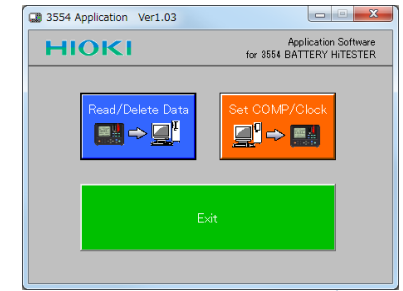 3554 Application Ver1.03
HIOKI
Application Software
for 3554 BATTERY HiTESTER
Read/Delete Data
Set COMP/Clock
Exit